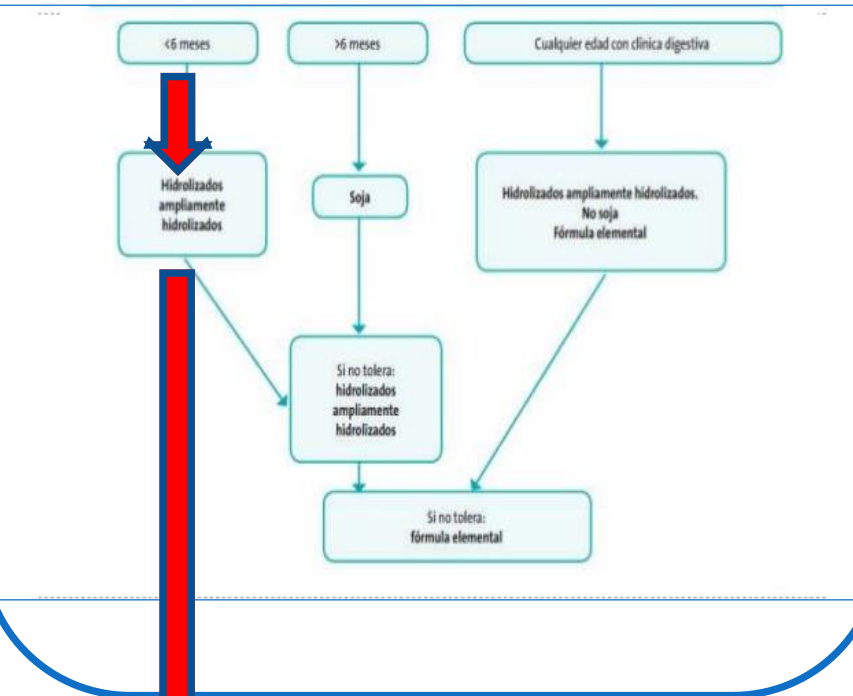 <6 meses
>6 meses
Cualquier edad con clínica digestiva
Hidrolizados
ampliamente
hidrolizados
Soja
Hidrolizados ampliamente hidrolizados.
No soja
Fórmula elemental
Si no tolera:
hidrolizados
ampliamente
hidrolizados
Si no tolera:
fórmula elemental